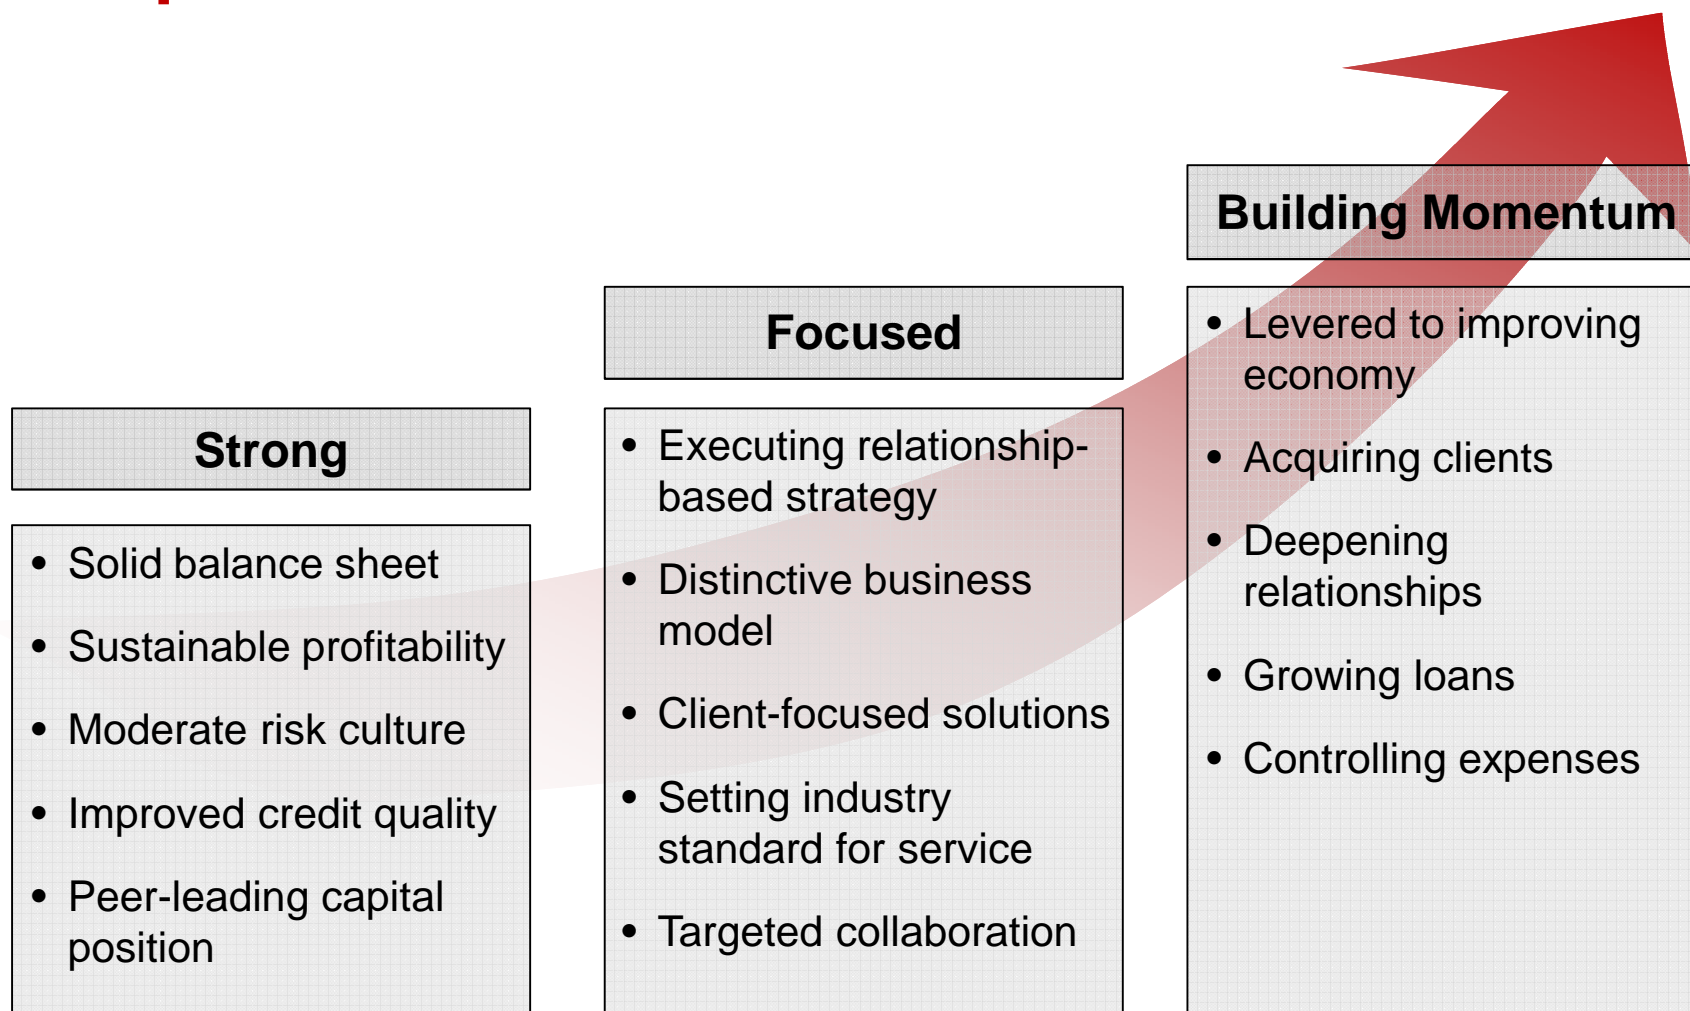 Strong
• Solid balance sheet
• Sustainable profitability
• Moderate risk culture
• Improved credit quality
• Peer-leading capital
position
Focused
• Executing relationship-
based strategy
• Distinctive business
model
• Client-focused solutions
• Setting industry
standard for service
• Targeted collaboration
Building Momentum
• Levered to improving
economy
• Acquiring clients
• Deepening
relationships
• Growing loans
• Controlling expenses